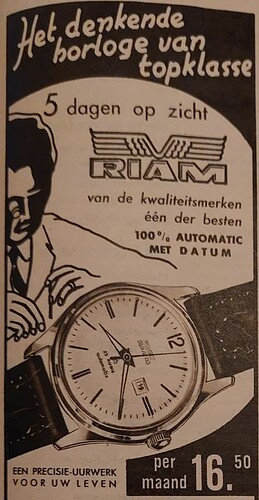 Het denkende
horloge van
topklasse
5 dagen op zicht
RIAM
van de kwaliteitsmerken
één der besten
100% AUTOMATIC
MET DATUM
12
EEN PRECISIE-UURWERK
VOOR UW LEVEN
per
maand 16.50